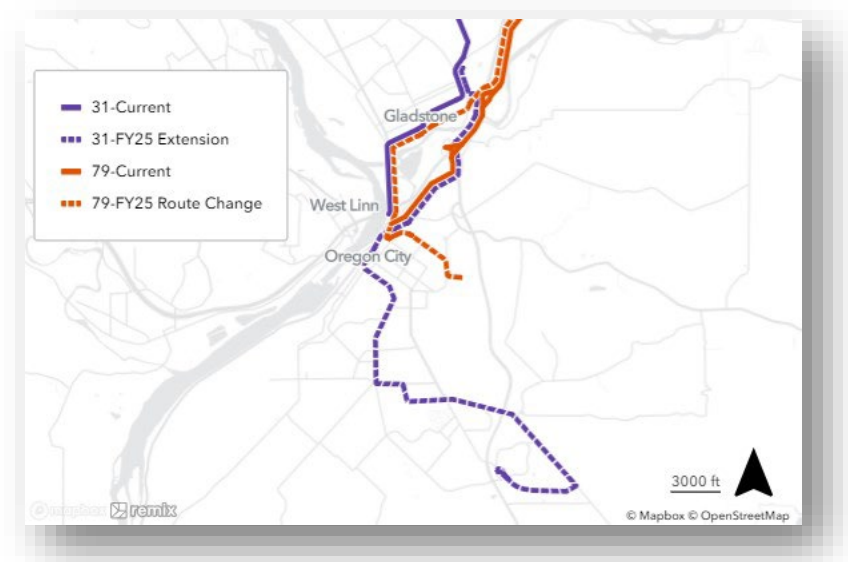 31-Current
31-FY25 Extension
79-Current
79-FY25 Route Change
Gladstone
West Linn
Oregon City
3000 ft
mapbox remix
© Mapbox © OpenStreetMap